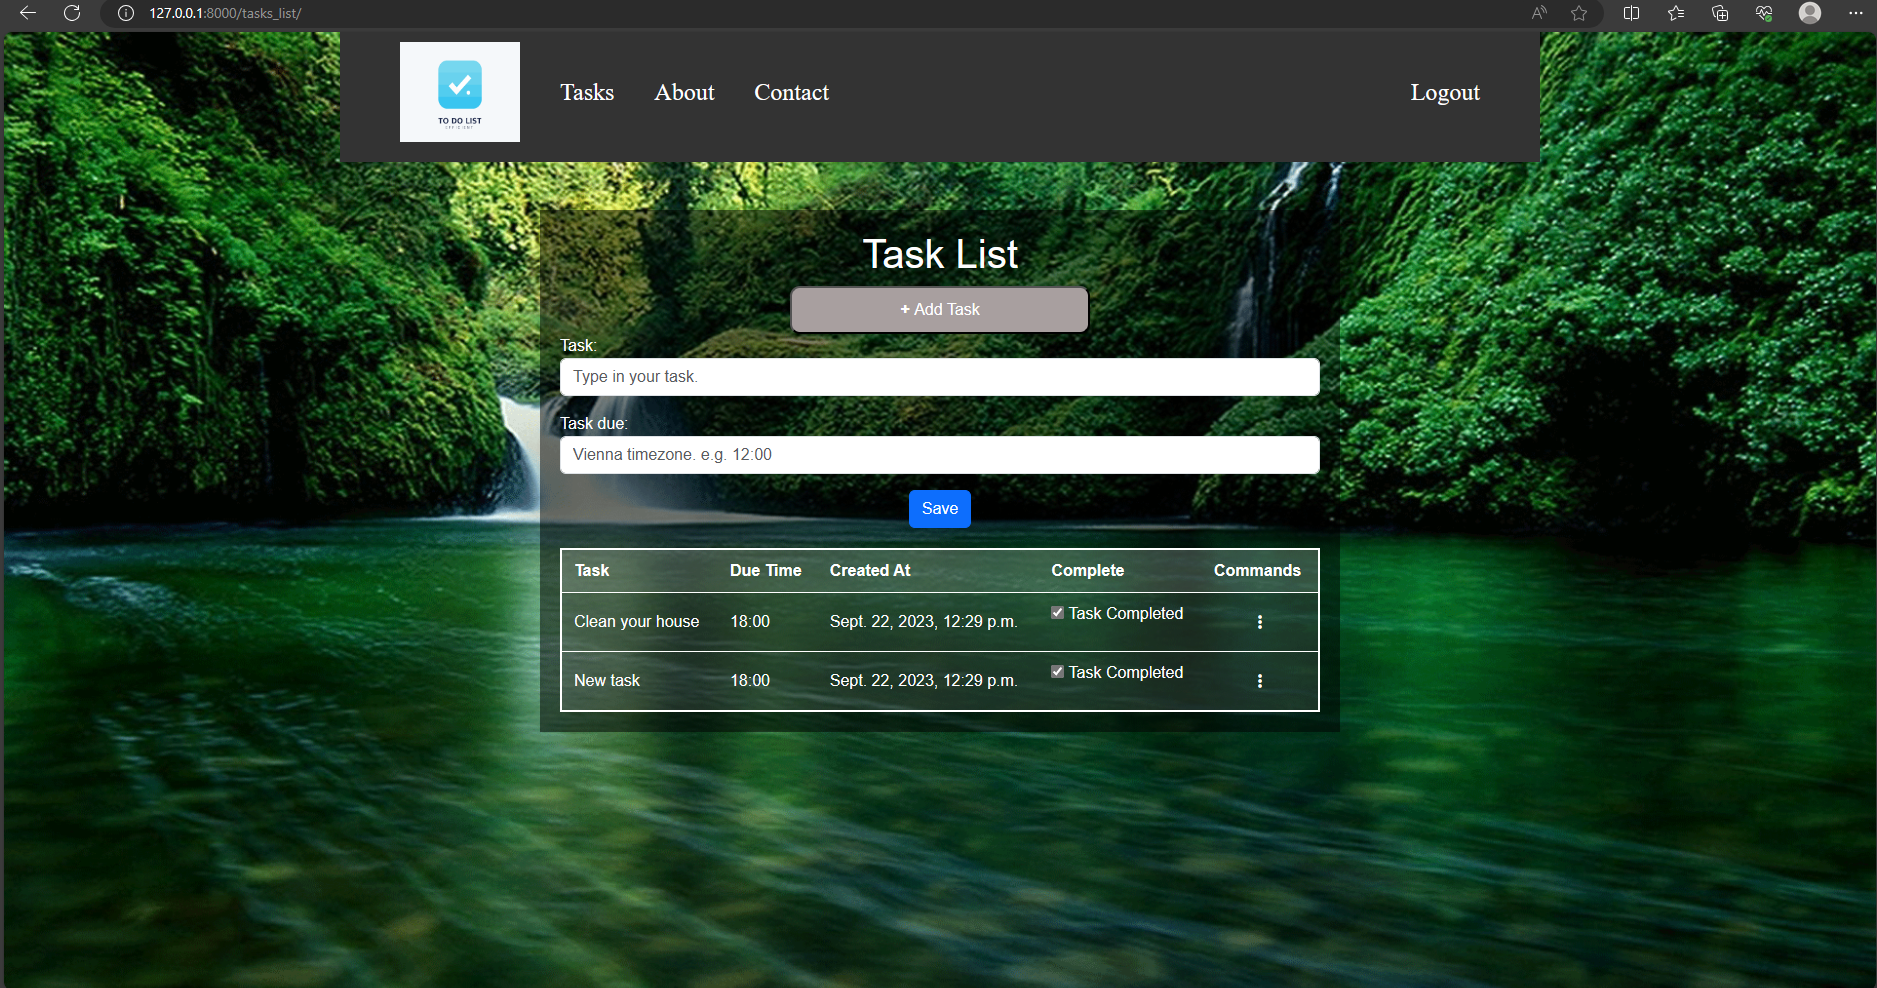 127.0.0.1:8000/tasks_list/
TO DO LIST
Tasks About Contact Logout
Task List
+ Add Task
Task:
Type in your task.
Task due:
Vienna timezone. e.g. 12:00
Save
Task Due Time Created At Complete Commands
Clean your house 18:00 Sept. 22, 2023, 12:29 p.m. Task Completed
New task 18:00 Sept. 22, 2023, 12:29 p.m. Task Completed